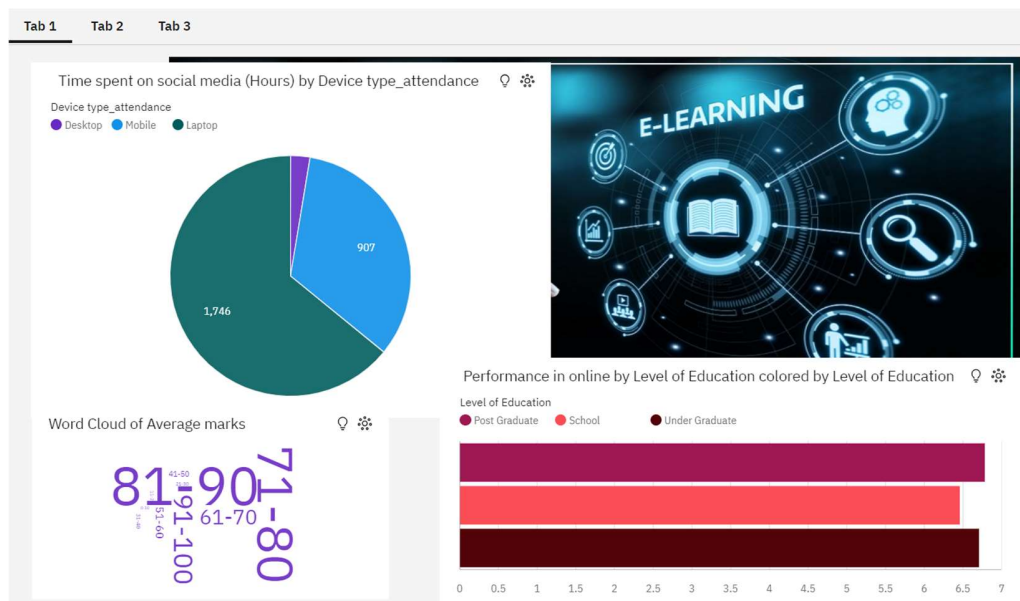 Tab 1 Tab 2 Tab 3
Time spent on social media (Hours) by Device type_attendance
Device type_attendance
Desktop Mobile Laptop
907
1,746
E-LEARNING
Word Cloud of Average marks
81-90
71-80
41-50
61-70
91-100
51-60
31-40
Performance in online by Level of Education colored by Level of Education
Level of Education
Post Graduate School Under Graduate
0 0.5 1 1.5 2 2.5 3 3.5 4 4.5 5 5.5 6 6.5 7